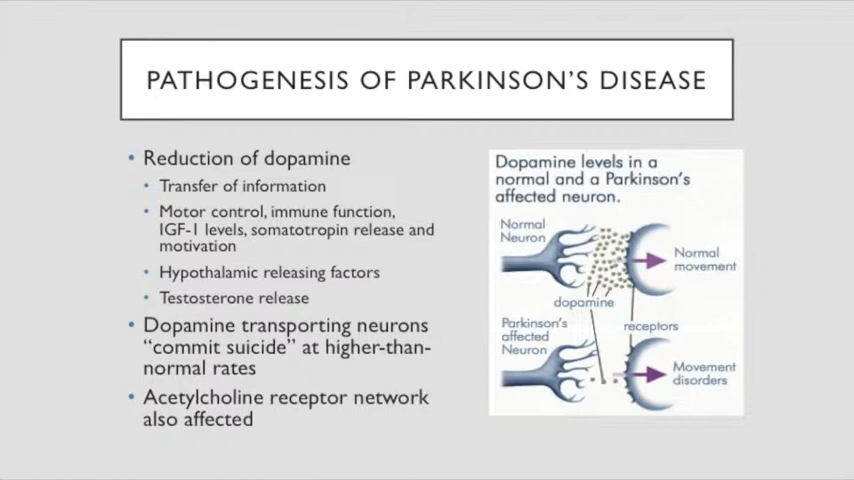 PATHOGENESIS OF PARKINSON'S DISEASE
• Reduction of dopamine
• Transfer of information
• Motor control, immune function,
IGF-1 levels, somatotropin release and
motivation
• Hypothalamic releasing factors
• Testosterone release
• Dopamine transporting neurons
“commit suicide” at higher-than-
normal rates
• Acetylcholine receptor network
also affected
Dopamine levels in a
normal and a Parkinson's
affected neuron.
Normal
Neuron
Normal
movement
dopamine
receptors
Parkinson's
affected
Neuron
Movement
disorders